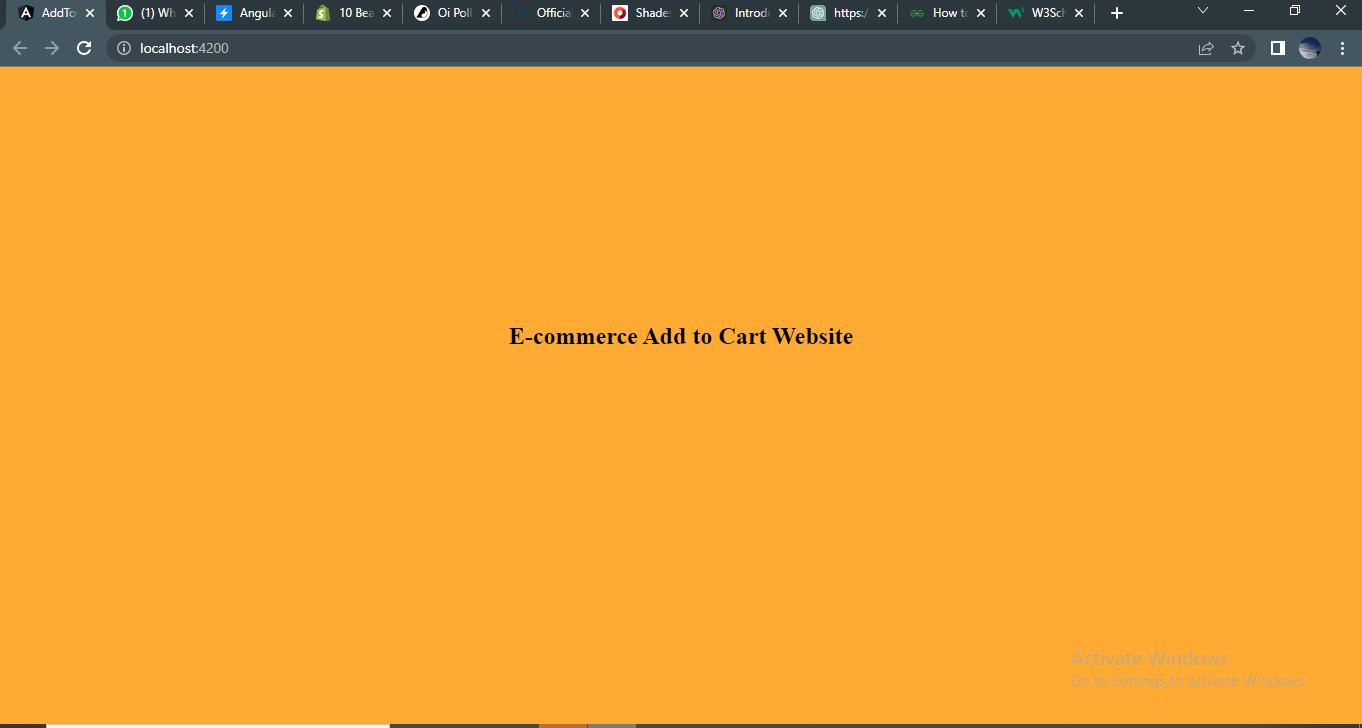 AddTo (1) Wh Angula 10 Bea Oi Poll Officia Shade Introdu https:/ How to W3Sch
localhost:4200
E-commerce Add to Cart Website
Activate Windows
Go to Settings to activate Windows.